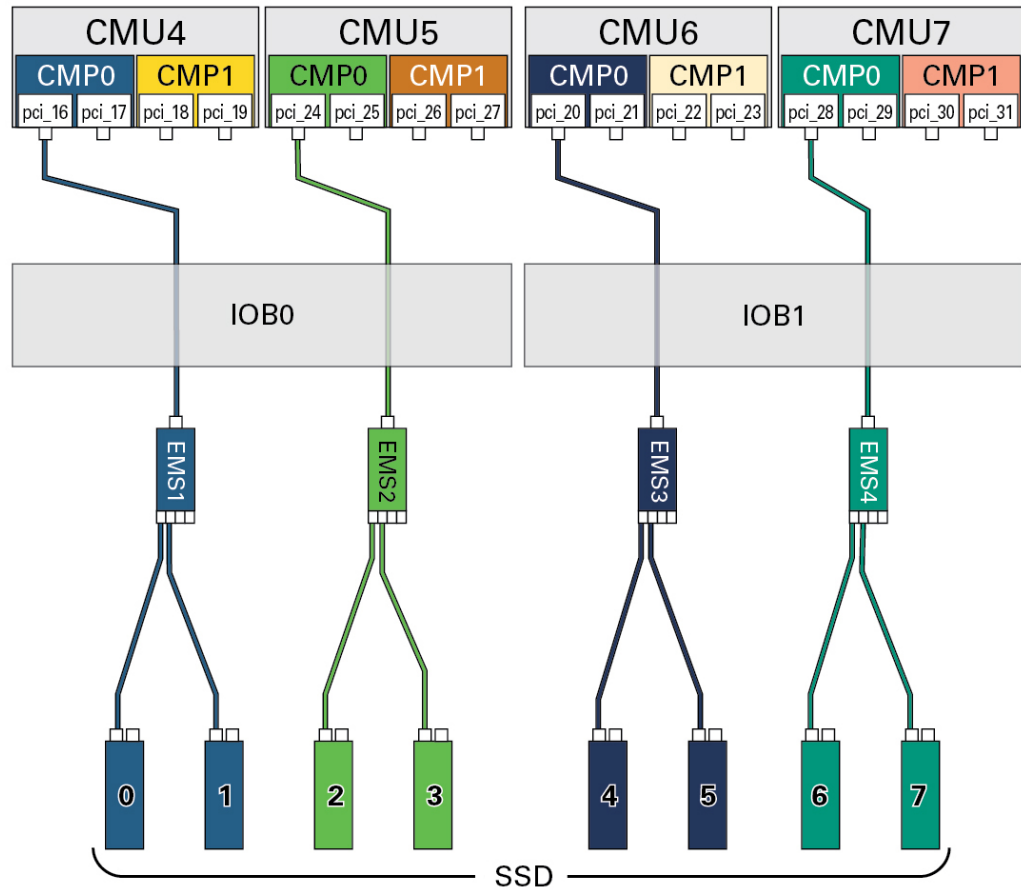 CMU4 CMU5 CMU6 CMU7
CMP0 CMP1 CMP0 CMP1 CMP0 CMP1 CMP0 CMP1
pci_16 pci_17 pci_18 pci_19 pci_24 pci_25 pci_26 pci_27 pci_20 pci_21 pci_22 pci_23 pci_28 pci_29 pci_30 pci_31
IOB0 IOB1
EMS1 EMS2 EMS3 EMS4
0 1 2 3 4 5 6 7
SSD